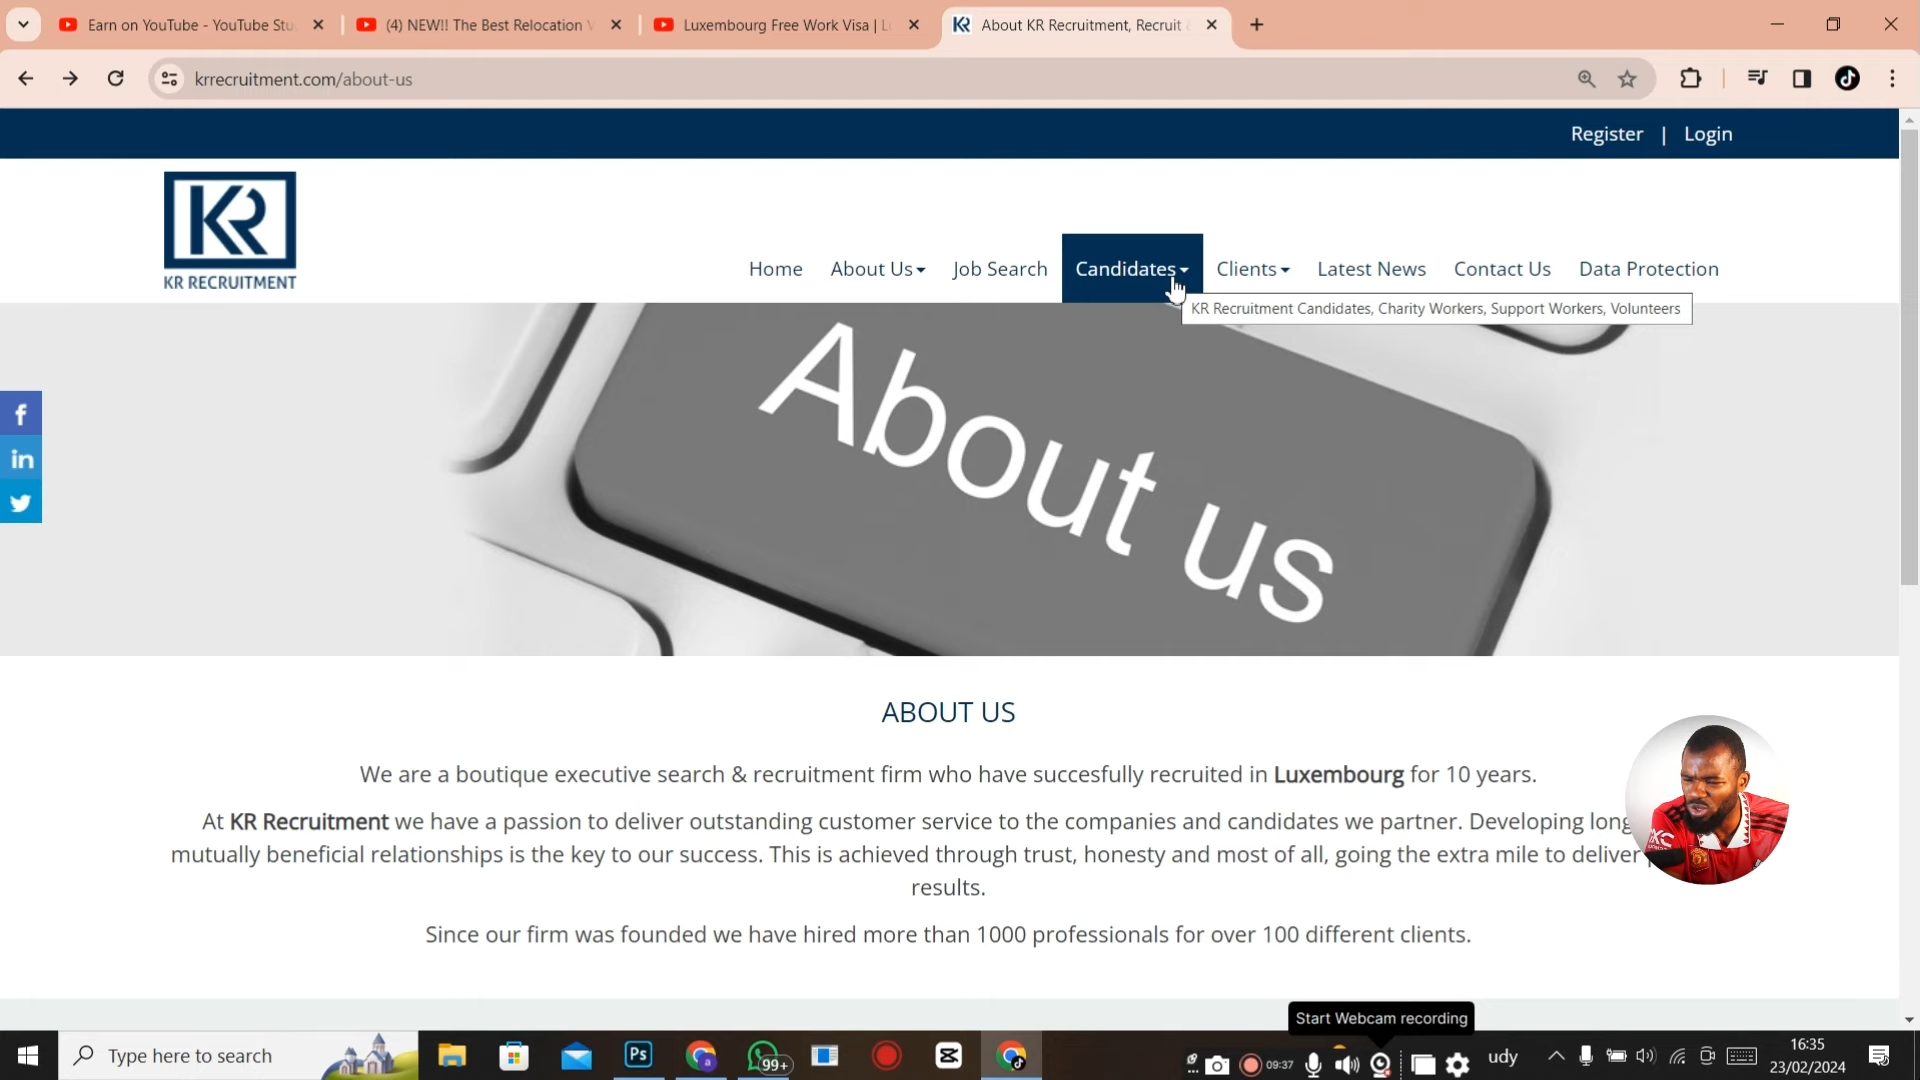 Earn on YouTube - YouTube Stu
(4) NEW!! The Best Relocation V
Luxembourg Free Work Visa | L
About KR Recruitment, Recruit
krrecruitment.com/about-us
Register | Login
KR
KR RECRUITMENT
Home
About Us
Job Search
Candidates
Clients
Latest News
Contact Us
Data Protection
KR Recruitment Candidates, Charity Workers, Support Workers, Volunteers
About us
f
in
ABOUT US
We are a boutique executive search & recruitment firm who have succesfully recruited in Luxembourg for 10 years.
At KR Recruitment we have a passion to deliver outstanding customer service to the companies and candidates we partner. Developing long
mutually beneficial relationships is the key to our success. This is achieved through trust, honesty and most of all, going the extra mile to deliver
results.
Since our firm was founded we have hired more than 1000 professionals for over 100 different clients.
Start Webcam recording
Type here to search
Ps
99+
09:37
udy
16:35
23/02/2024